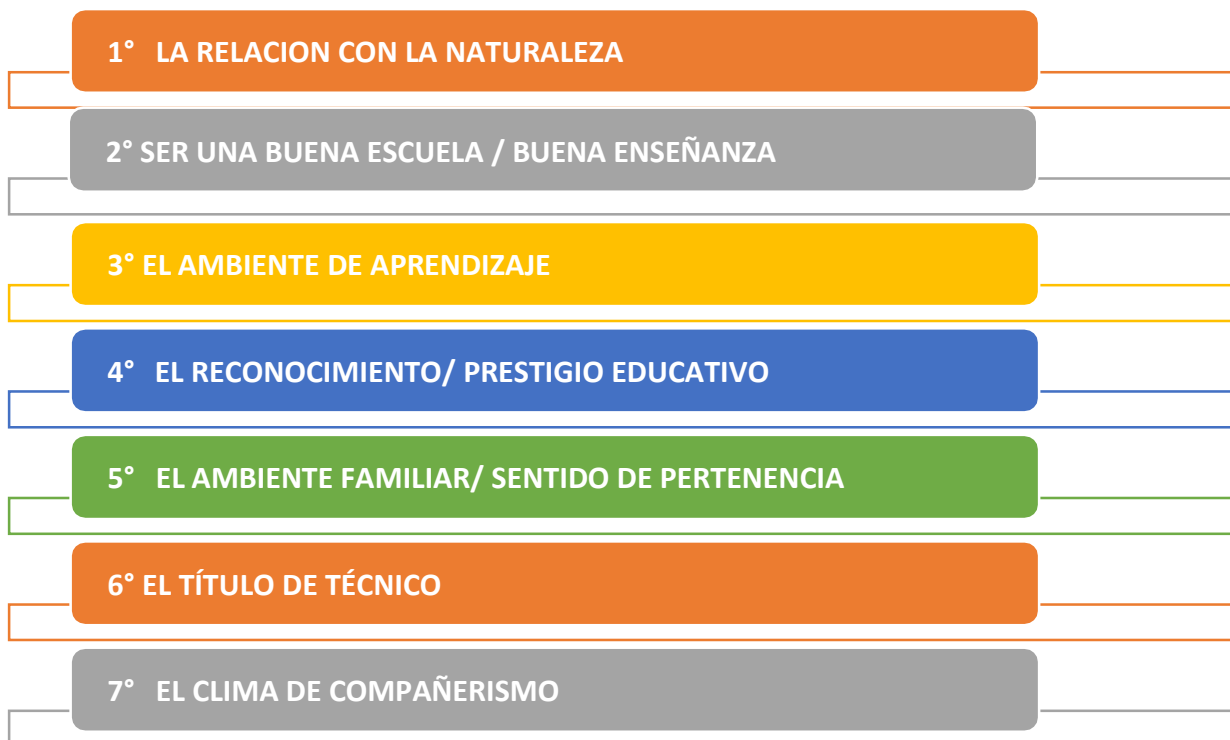 1° LA RELACION CON LA NATURALEZA
2° SER UNA BUENA ESCUELA / BUENA ENSEÑANZA
3° EL AMBIENTE DE APRENDIZAJE
4° EL RECONOCIMIENTO/ PRESTIGIO EDUCATIVO
5° EL AMBIENTE FAMILIAR/ SENTIDO DE PERTENENCIA
6° EL TÍTULO DE TÉCNICO
7° EL CLIMA DE COMPAÑERISMO